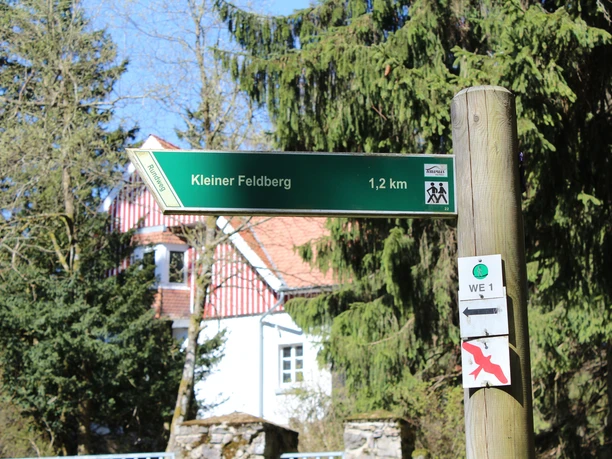 Rundweg
Kleiner Feldberg 1,2 km
WE 1